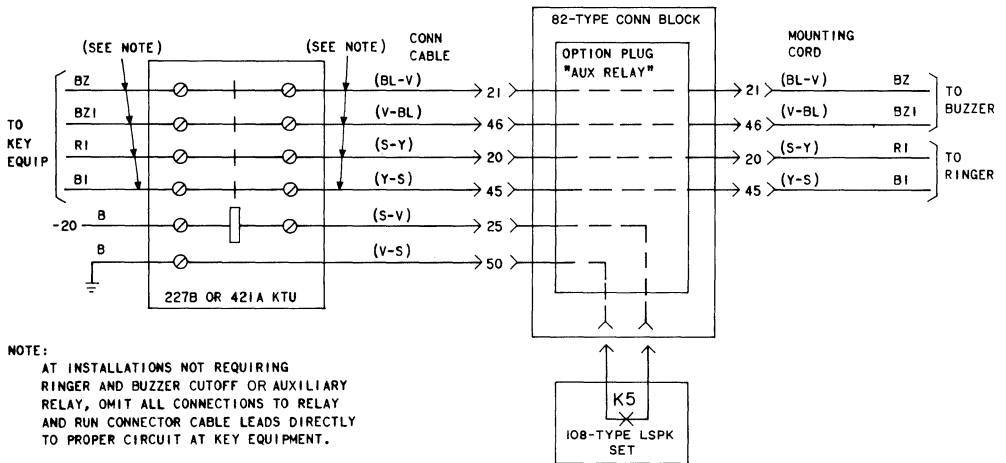 82-TYPE CONN BLOCK
(SEE NOTE)
(SEE NOTE)
CONN
CABLE
OPTION PLUG
"AUX RELAY"
MOUNTING
CORD
BZ (BL-V) 21 21 (BL-V) BZ
BZ1 (V-BL) 46 46 (V-BL) BZ1
TO
BUZZER
TO
KEY
EQUIP
R1 (S-Y) 20 20 (S-Y) R1
B1 (Y-S) 45 45 (Y-S) B1
TO
RINGER
-20 B (S-V) 25
B (V-S) 50
227B OR 421A KTU
NOTE:
AT INSTALLATIONS NOT REQUIRING
RINGER AND BUZZER CUTOFF OR AUXILIARY
RELAY, OMIT ALL CONNECTIONS TO RELAY
AND RUN CONNECTOR CABLE LEADS DIRECTLY
TO PROPER CIRCUIT AT KEY EQUIPMENT.
K5
108-TYPE LSPK
SET